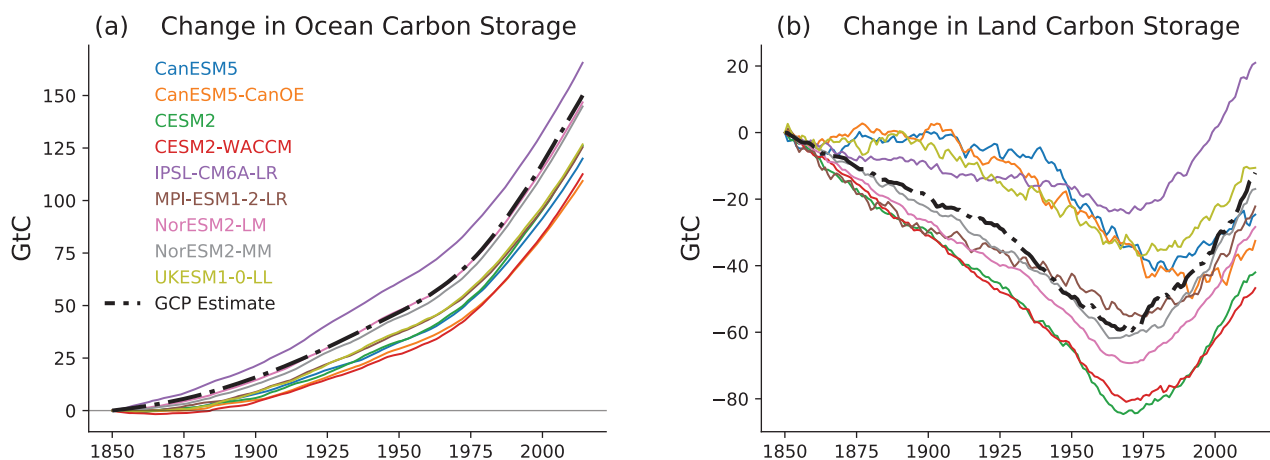 (a) Change in Ocean Carbon Storage
GtC
150
125
100
75
50
25
0
CanESM5
CanESM5-CanOE
CESM2
CESM2-WACCM
IPSL-CM6A-LR
MPI-ESM1-2-LR
NorESM2-LM
NorESM2-MM
UKESM1-0-LL
GCP Estimate
1850 1875 1900 1925 1950 1975 2000
(b) Change in Land Carbon Storage
GtC
20
0
−20
−40
−60
−80
1850 1875 1900 1925 1950 1975 2000